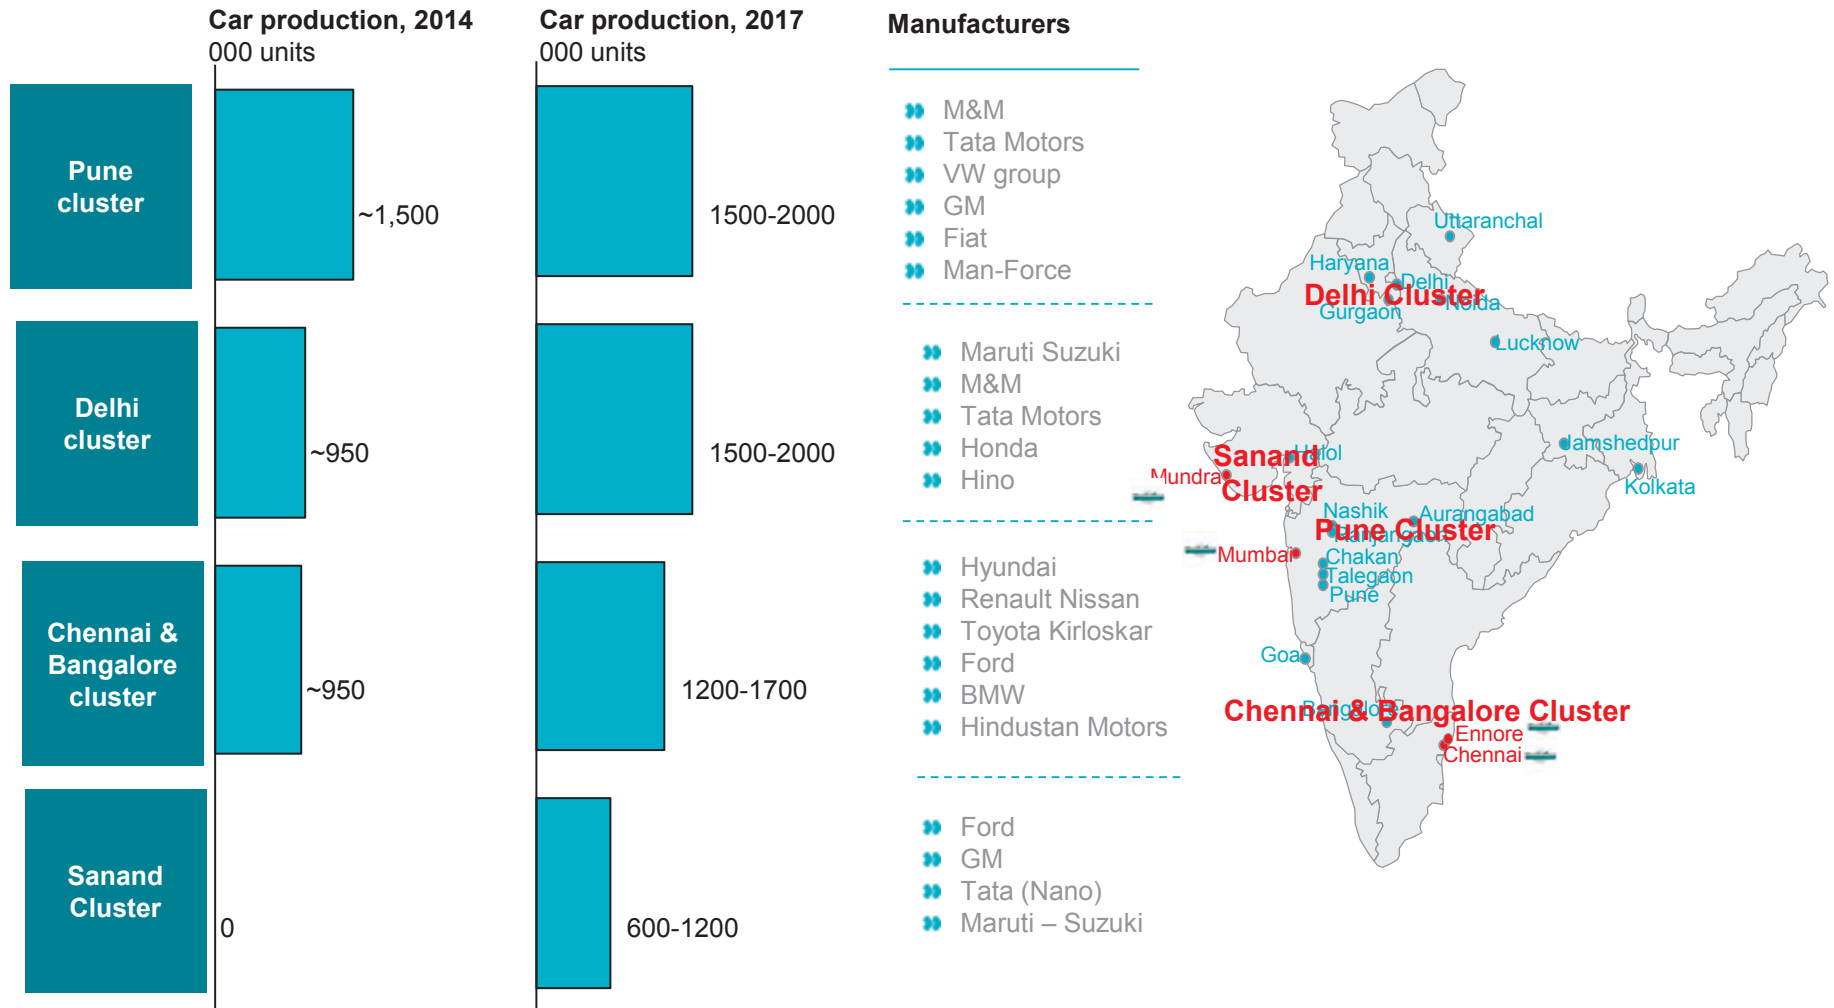 Car production, 2014
000 units
Car production, 2017
000 units
Manufacturers
Pune
cluster
~1,500
1500-2000
M&M
Tata Motors
VW group
GM
Fiat
Man-Force
Delhi
cluster
~950
1500-2000
Maruti Suzuki
M&M
Tata Motors
Honda
Hino
Chennai &
Bangalore
cluster
~950
1200-1700
Hyundai
Renault Nissan
Toyota Kirloskar
Ford
BMW
Hindustan Motors
Sanand
Cluster
0
600-1200
Ford
GM
Tata (Nano)
Maruti – Suzuki
Uttaranchal
Haryana
Delhi
Delhi Cluster
Noida
Gurgaon
Lucknow
Jamshedpur
Halol
Sanand
Cluster
Mundra
Kolkata
Nashik
Aurangabad
Pune Cluster
Ranjangaon
Mumbai
Chakan
Talegaon
Pune
Goa
Bangalore
Chennai & Bangalore Cluster
Ennore
Chennai